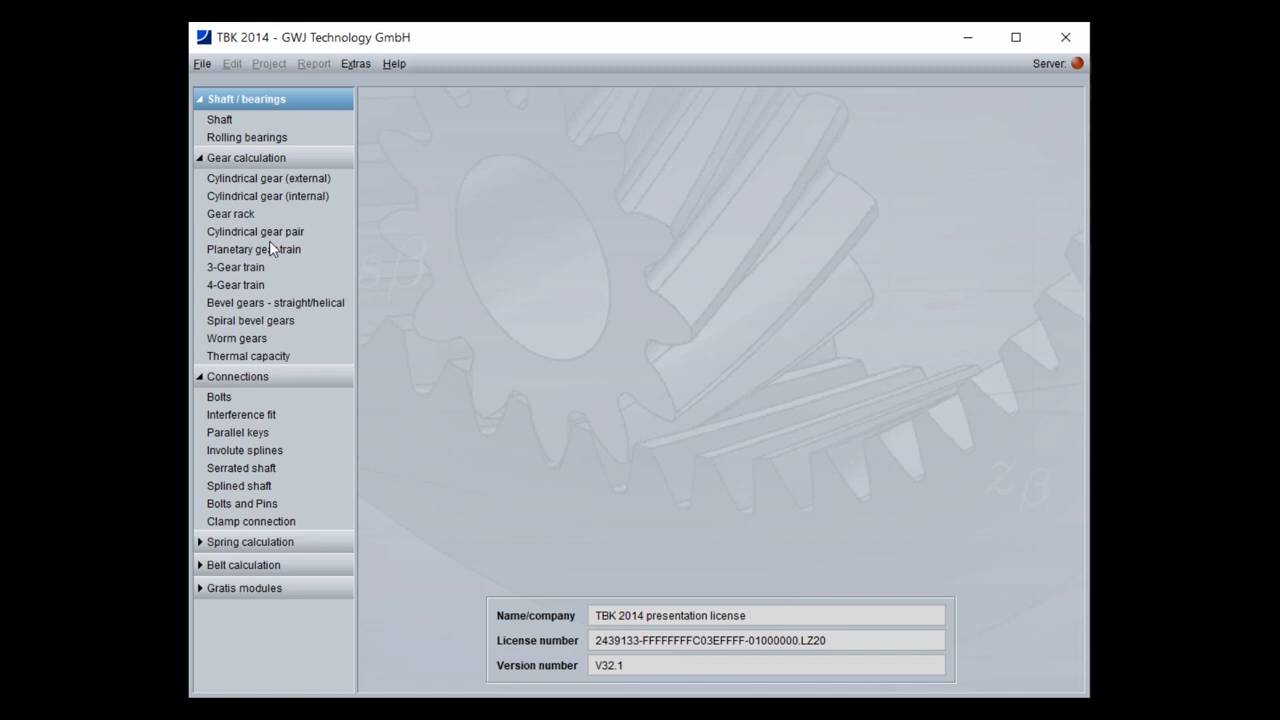 TBK 2014 - GWJ Technology GmbH
File Edit Project Report Extras Help Server:
Shaft / bearings
Shaft
Rolling bearings
Gear calculation
Cylindrical gear (external)
Cylindrical gear (internal)
Gear rack
Cylindrical gear pair
Planetary gear train
3-Gear train
4-Gear train
Bevel gears - straight/helical
Spiral bevel gears
Worm gears
Thermal capacity
Connections
Bolts
Interference fit
Parallel keys
Involute splines
Serrated shaft
Splined shaft
Bolts and Pins
Clamp connection
Spring calculation
Belt calculation
Gratis modules
sβ
zβ
Name/company TBK 2014 presentation license
License number 2439133-FFFFFFFFC03EFFFF-01000000.LZ20
Version number V32.1